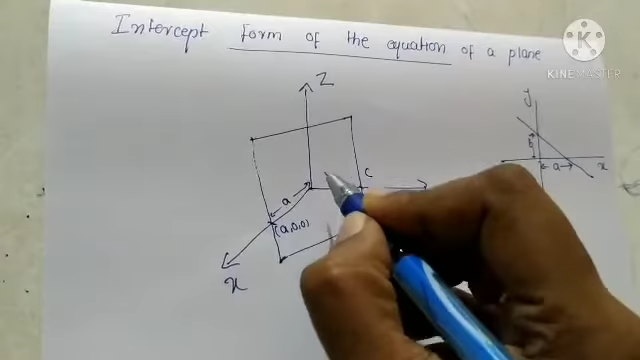 Intercept form of the equation of a plane
KINEMASTER
Z
y
C
b
a
x
a
(a,0,0)
x